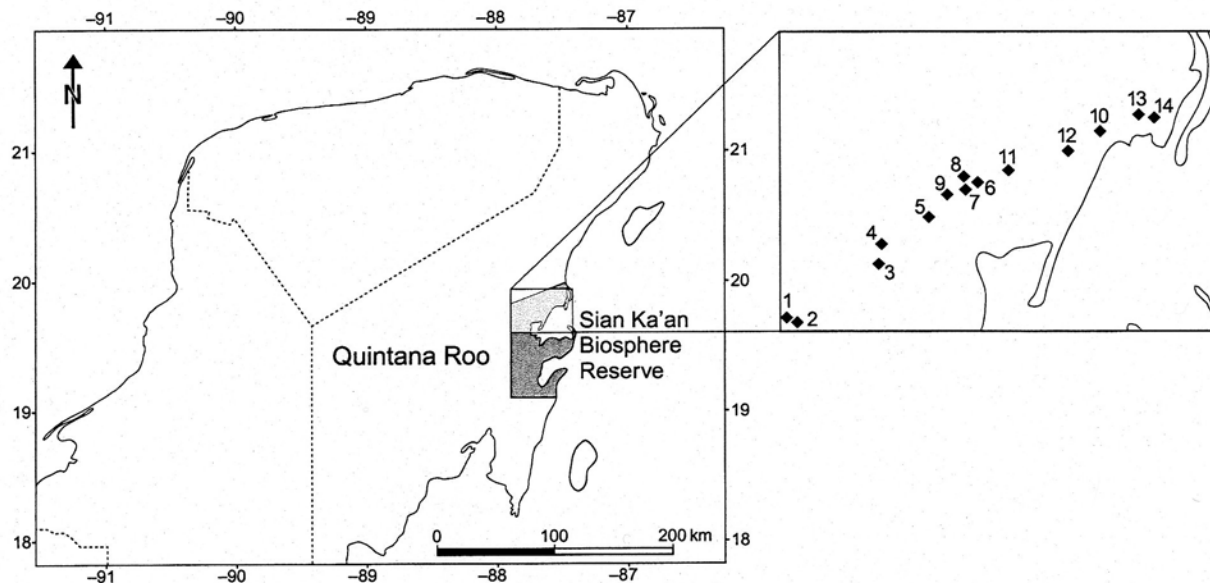 –91 –90 –89 –88 –87
N
21
20
19
18
21
20
19
18
Quintana Roo
Sian Ka'an
Biosphere
Reserve
0 100 200 km
–91 –90 –89 –88 –87
13 14
10
12
11
8
6
9
7
5
4
3
1
2